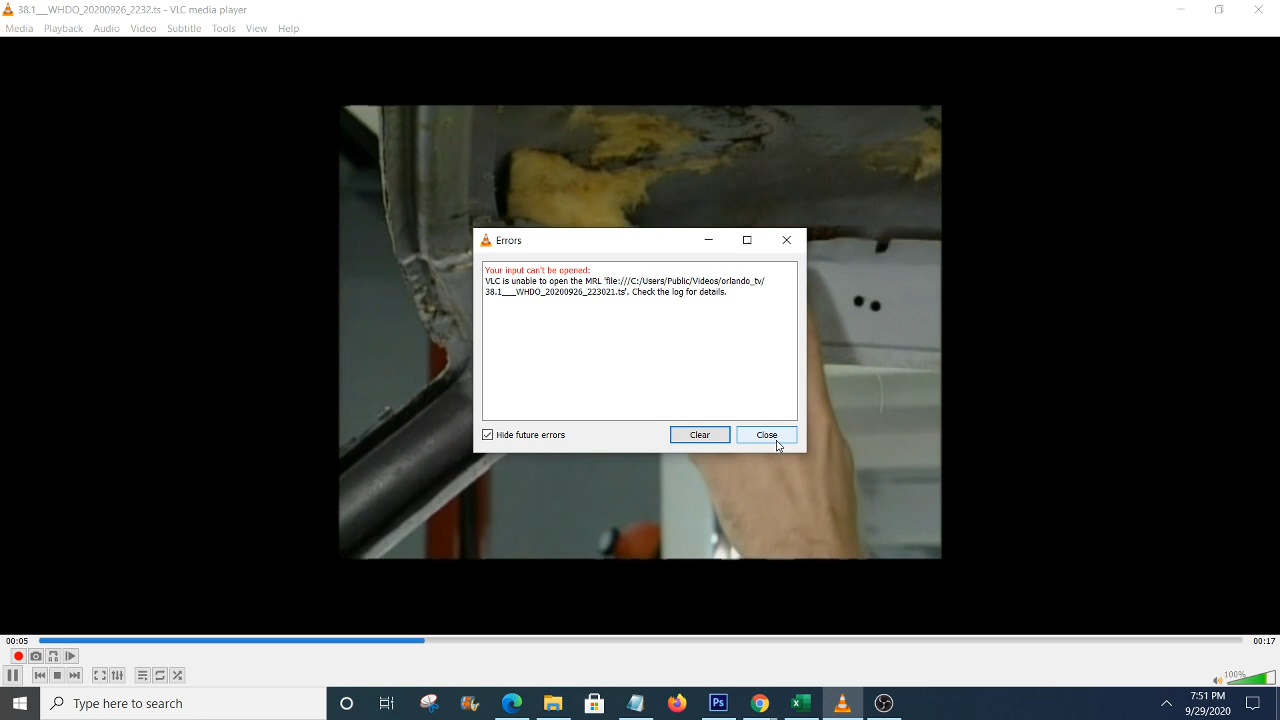 38.1___WHDO_20200926_2232.ts - VLC media player
Media Playback Audio Video Subtitle Tools View Help
Errors
Your input can't be opened:
VLC is unable to open the MRL 'file:///C:/Users/Public/Videos/orlando_tv/
38.1___WHDO_20200926_223021.ts'. Check the log for details.
Hide future errors
Clear
Close
00:05
00:17
A B
100%
Type here to search
Ps
7:51 PM
9/29/2020